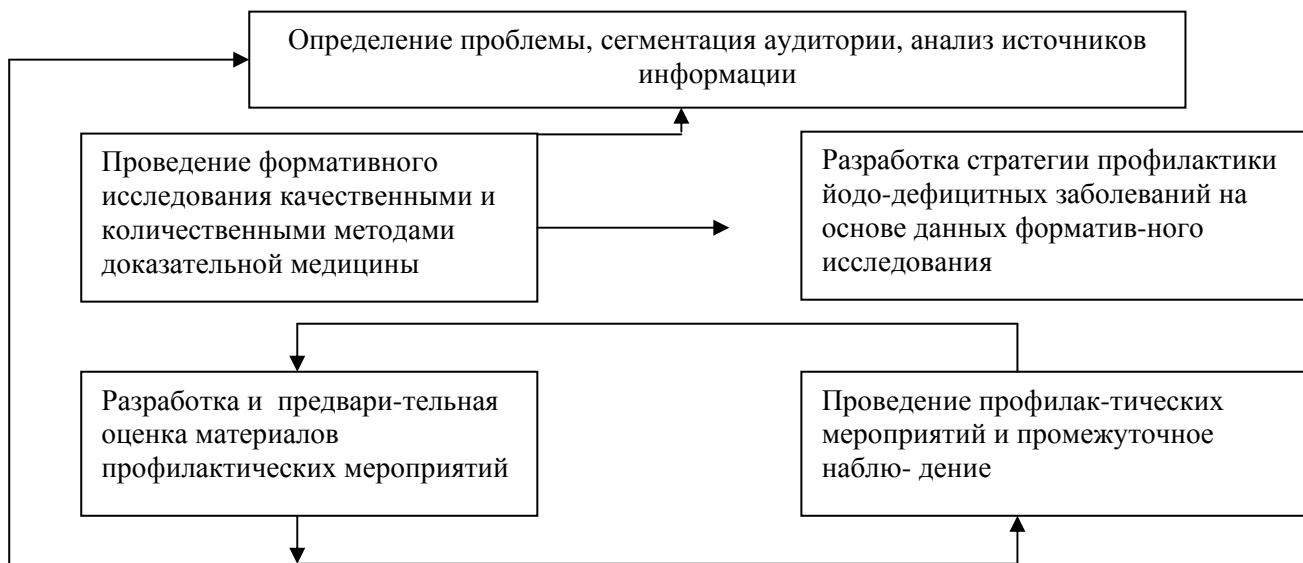 Определение проблемы, сегментация аудитории, анализ источников
информации
Проведение формативного
исследования качественными и
количественными методами
доказательной медицины
Разработка стратегии профилактики
йодо-дефицитных заболеваний на
основе данных форматив-ного
исследования
Разработка и предвари-тельная
оценка материалов
профилактических мероприятий
Проведение профилак-тических
мероприятий и промежуточное
наблю- дение